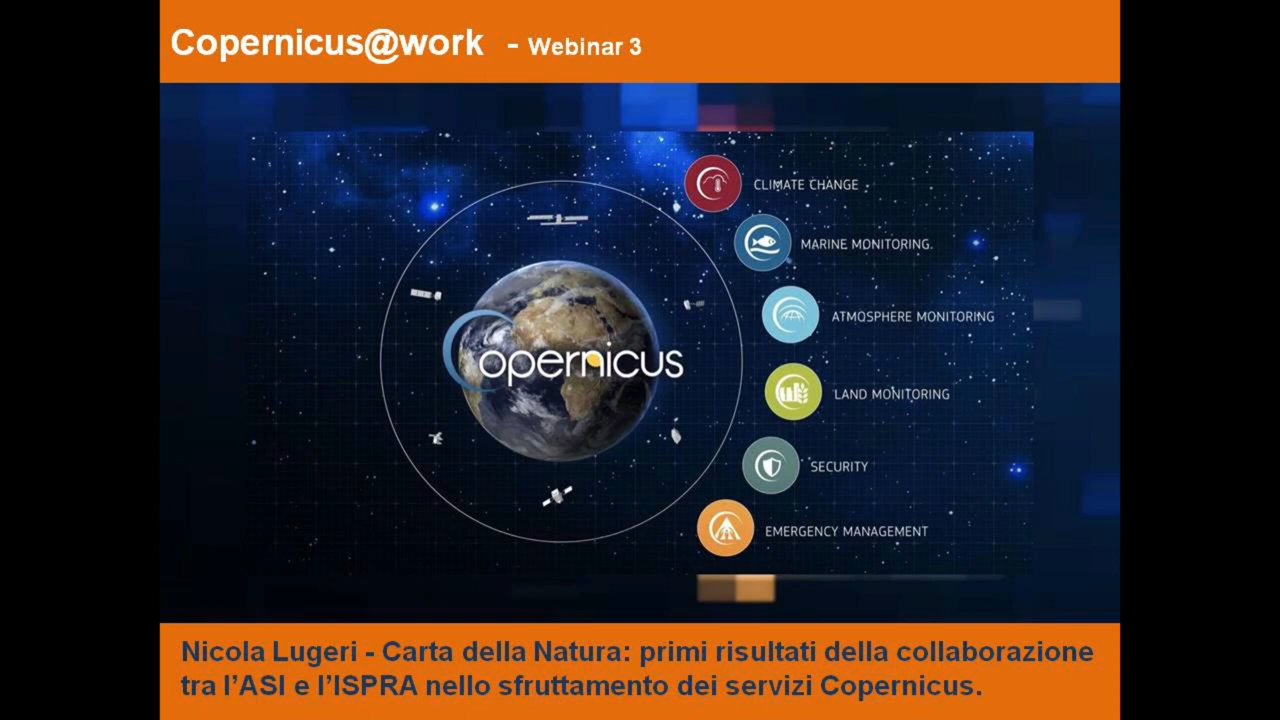 Copernicus@work - Webinar 3
CLIMATE CHANGE
MARINE MONITORING
ATMOSPHERE MONITORING
opernicus
LAND MONITORING
SECURITY
EMERGENCY MANAGEMENT
Nicola Lugeri - Carta della Natura: primi risultati della collaborazione
tra l’ASI e l’ISPRA nello sfruttamento dei servizi Copernicus.